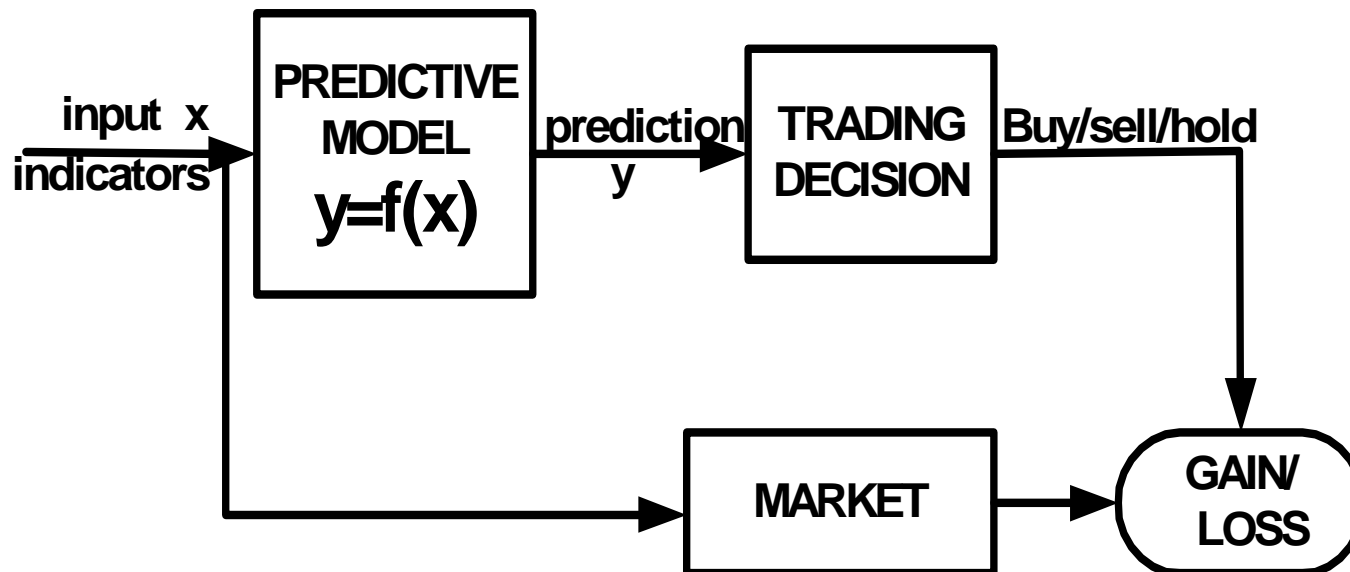 input x
indicators
PREDICTIVE
MODEL
y=f(x)
prediction
y
TRADING
DECISION
Buy/sell/hold
MARKET
GAIN/
LOSS